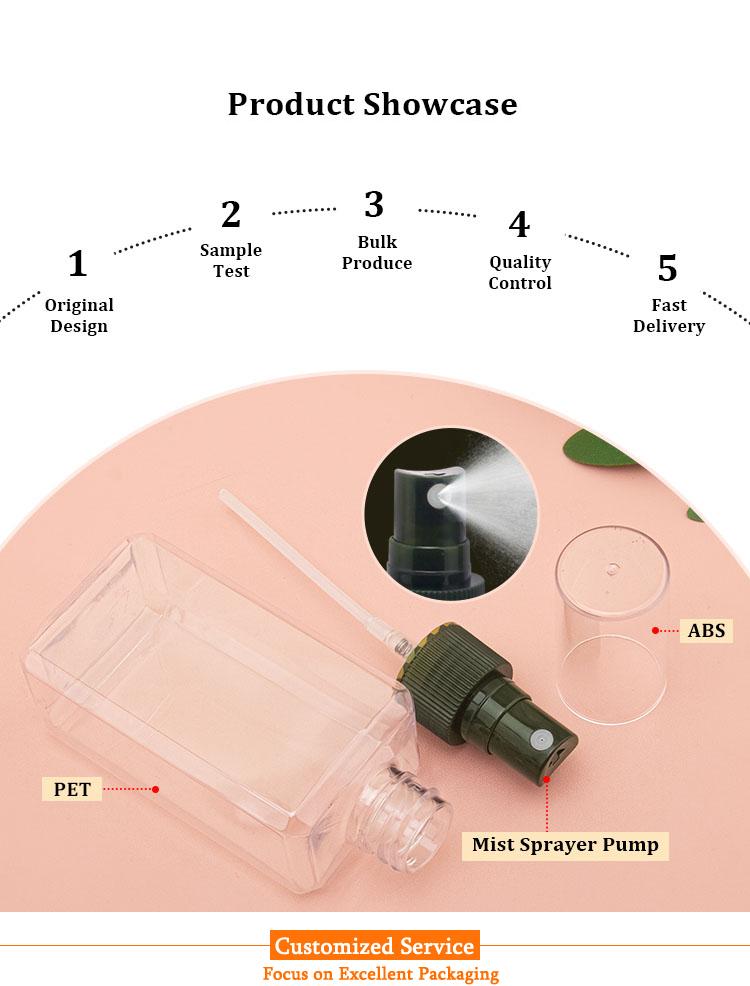 Product Showcase
1
Original
Design
2
Sample
Test
3
Bulk
Produce
4
Quality
Control
5
Fast
Delivery
ABS
PET
Mist Sprayer Pump
Customized Service
Focus on Excellent Packaging